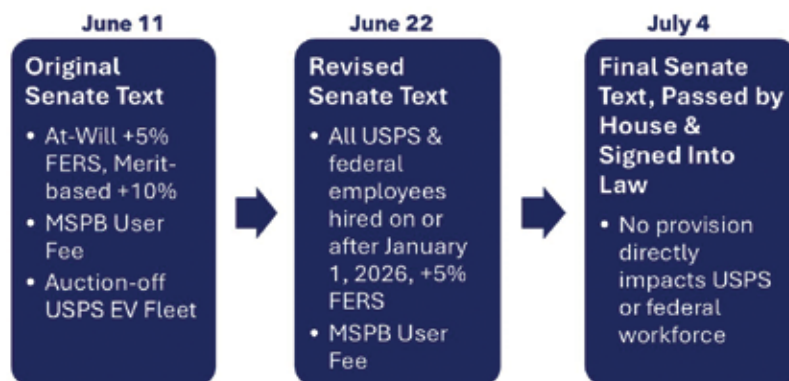 June 11
Original
Senate Text
• At-Will +5%
FERS, Merit-
based +10%
• MSPB User
Fee
• Auction-off
USPS EV Fleet
June 22
Revised
Senate Text
• All USPS &
federal
employees
hired on or
after January
1, 2026, +5%
FERS
• MSPB User
Fee
July 4
Final Senate
Text, Passed by
House &
Signed Into
Law
• No provision
directly
impacts USPS
or federal
workforce